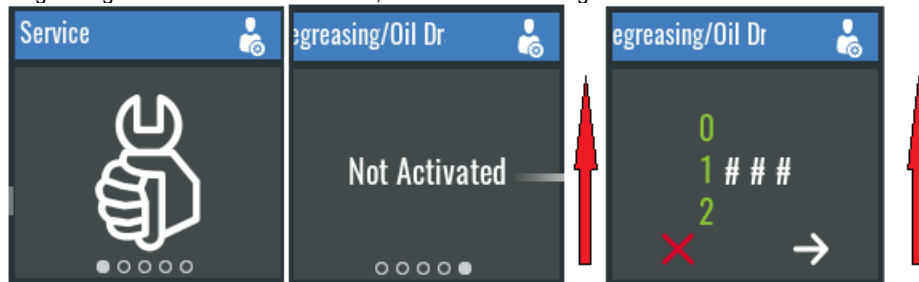 Service
egreasing/Oil Dr
Not Activated
egreasing/Oil Dr
0
1 # # #
2